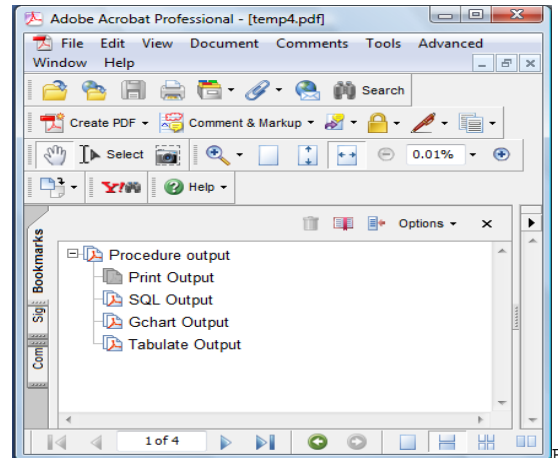 Adobe Acrobat Professional - [temp4.pdf]
File Edit View Document Comments Tools Advanced
Window Help
Search
Create PDF Comment & Markup
Select 0.01%
Y! Help
Options
Bookmarks
Procedure output
Print Output
SQL Output
Gchart Output
Tabulate Output
Sig
Com
1 of 4